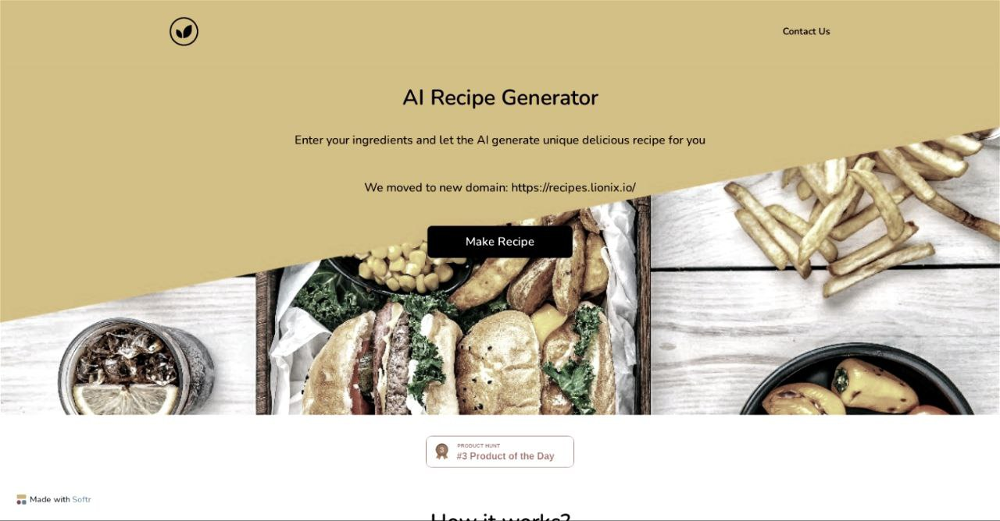 Contact Us
AI Recipe Generator
Enter your ingredients and let the AI generate unique delicious recipe for you
We moved to new domain: https://recipes.lionix.io/
Make Recipe
3
PRODUCT HUNT
#3 Product of the Day
Made with Softr
How it works?